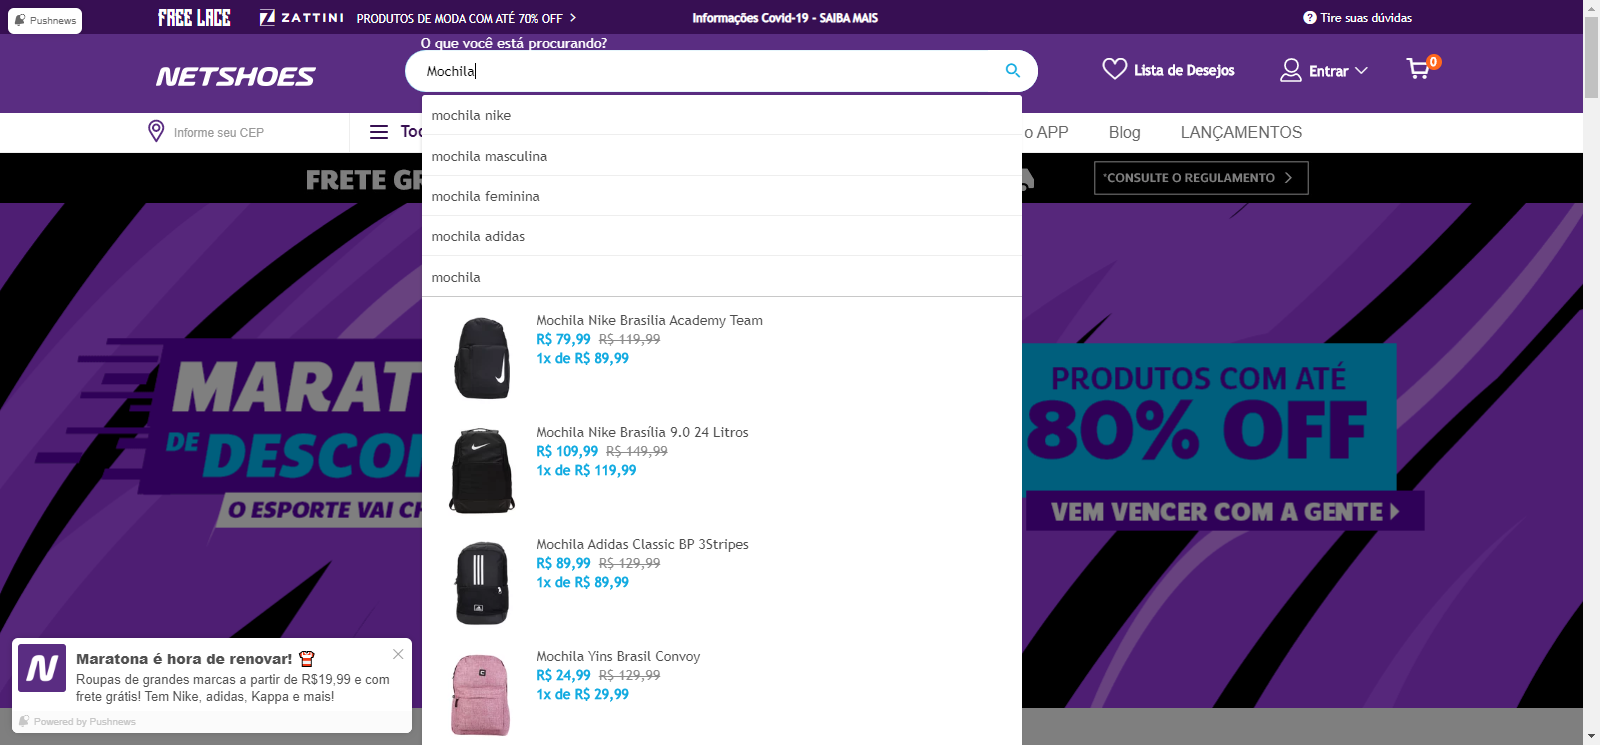 Pushnews
FREE LACE
ZATTINI
PRODUTOS DE MODA COM ATÉ 70% OFF
Informações Covid-19 - SAIBA MAIS
Tire suas dúvidas
O que você está procurando?
NETSHOES
Mochila
Lista de Desejos
Entrar
0
Informe seu CEP
o APP
Blog
LANÇAMENTOS
mochila nike
mochila masculina
mochila feminina
mochila adidas
mochila
FRETE
*CONSULTE O REGULAMENTO
Mochila Nike Brasilia Academy Team
R$ 79,99 R$ 119,99
1x de R$ 89,99
Mochila Nike Brasília 9.0 24 Litros
R$ 109,99 R$ 149,99
1x de R$ 119,99
Mochila Adidas Classic BP 3Stripes
R$ 89,99 R$ 129,99
1x de R$ 89,99
Mochila Yins Brasil Convoy
R$ 24,99 R$ 129,99
1x de R$ 29,99
MARAT
DE DESCO
O ESPORTE VAI
PRODUTOS COM ATÉ
80% OFF
VEM VENCER COM A GENTE
N
Maratona é hora de renovar!
Roupas de grandes marcas a partir de R$19,99 e com
frete grátis! Tem Nike, adidas, Kappa e mais!
Powered by Pushnews